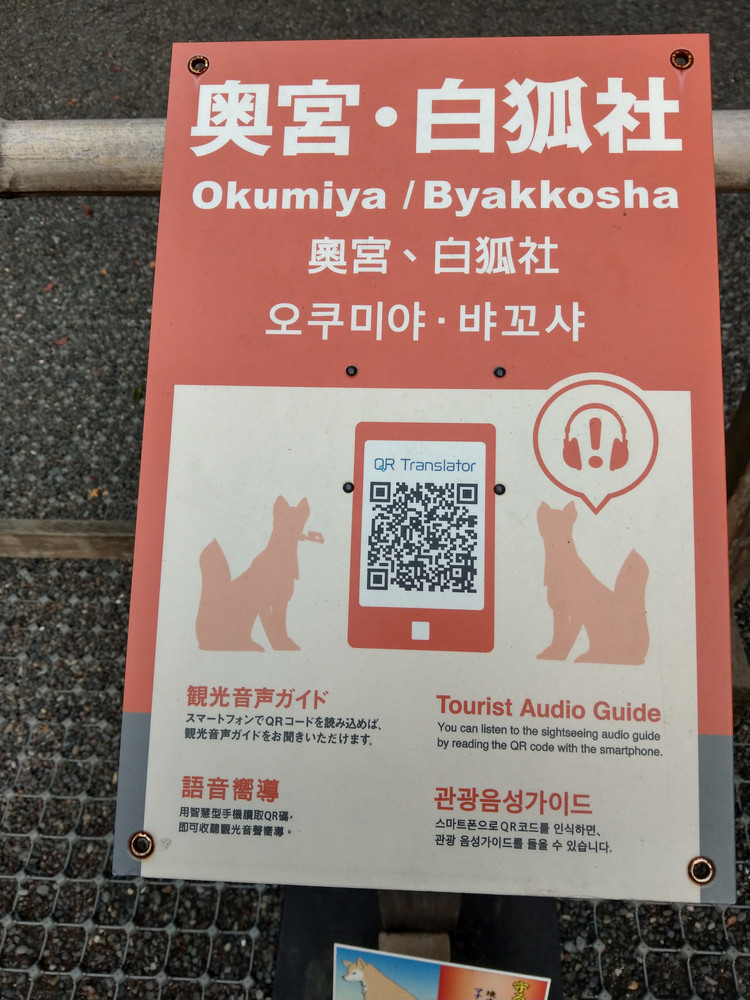 奥宮・白狐社
Okumiya / Byakkosha
奧宮、白狐社
오쿠미야・뱌꼬샤
QR Translator
観光音声ガイド
スマートフォンでQRコードを読み込めば、
観光音声ガイドをお聞きいただけます。
Tourist Audio Guide
You can listen to the sightseeing audio guide
by reading the QR code with the smartphone.
語音嚮導
用智慧型手機讀取QR碼，
即可收聽觀光音聲嚮導。
관광음성가이드
스마트폰으로 QR코드를 인식하면,
관광 음성가이드를 들을 수 있습니다.